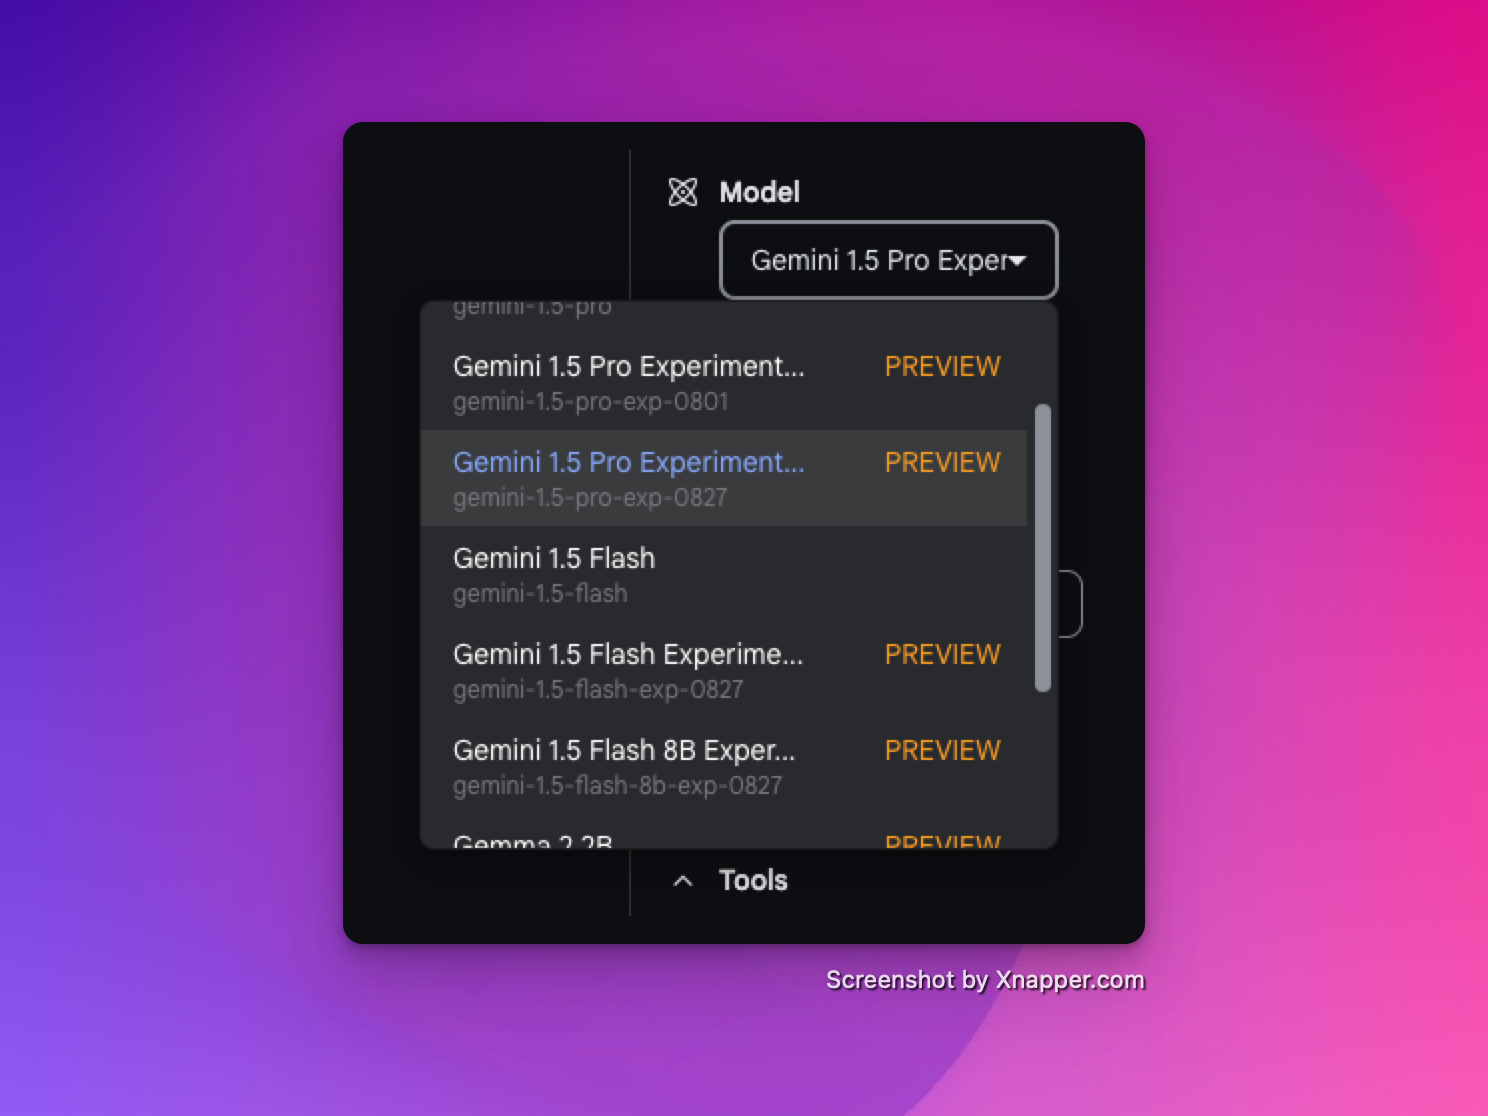 Model
Gemini 1.5 Pro Exper
gemini-1.5-pro
Gemini 1.5 Pro Experiment... PREVIEW
gemini-1.5-pro-exp-0801
Gemini 1.5 Pro Experiment... PREVIEW
gemini-1.5-pro-exp-0827
Gemini 1.5 Flash
gemini-1.5-flash
Gemini 1.5 Flash Experime... PREVIEW
gemini-1.5-flash-exp-0827
Gemini 1.5 Flash 8B Exper... PREVIEW
gemini-1.5-flash-8b-exp-0827
Gemma 2 2B PREVIEW
Tools
Screenshot by Xnapper.com